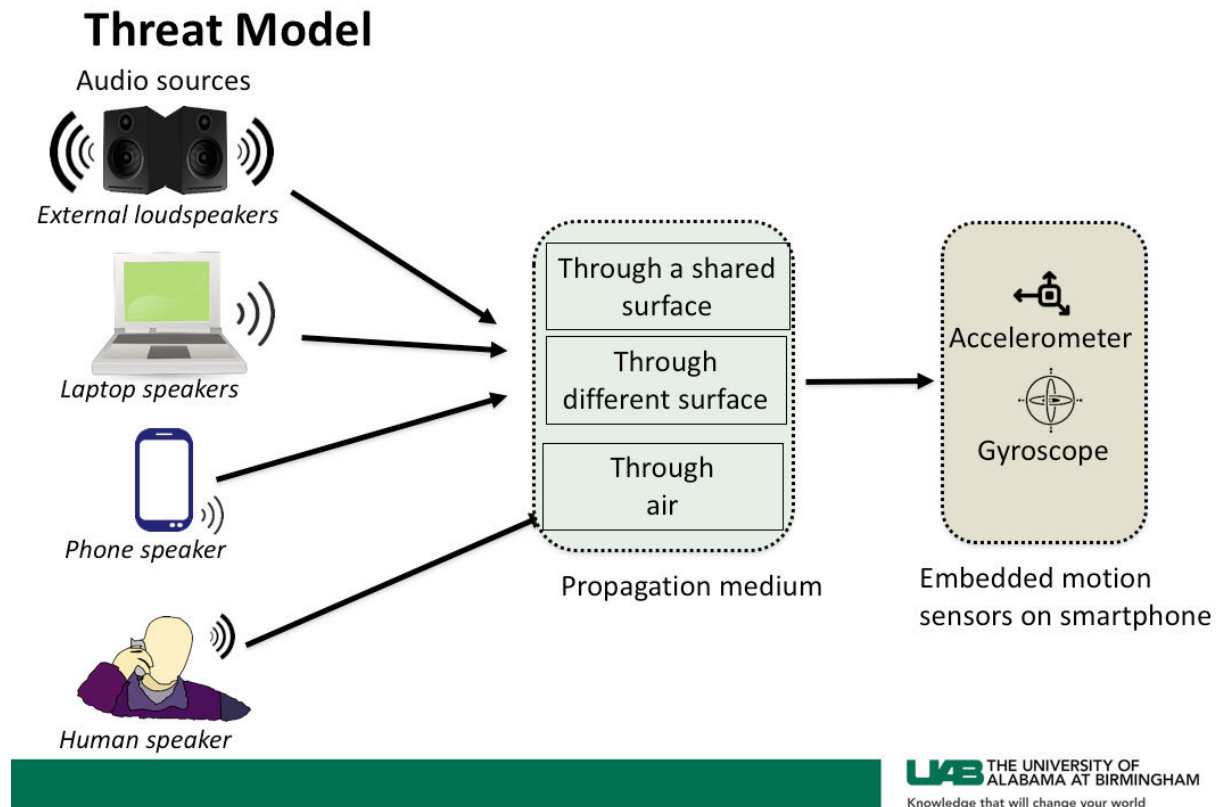 Threat Model
Audio sources
External loudspeakers
Laptop speakers
Phone speaker
Human speaker
Through a shared
surface
Through
different surface
Through
air
Propagation medium
Accelerometer
Gyroscope
Embedded motion
sensors on smartphone
UAB THE UNIVERSITY OF
ALABAMA AT BIRMINGHAM
Knowledge that will change your world